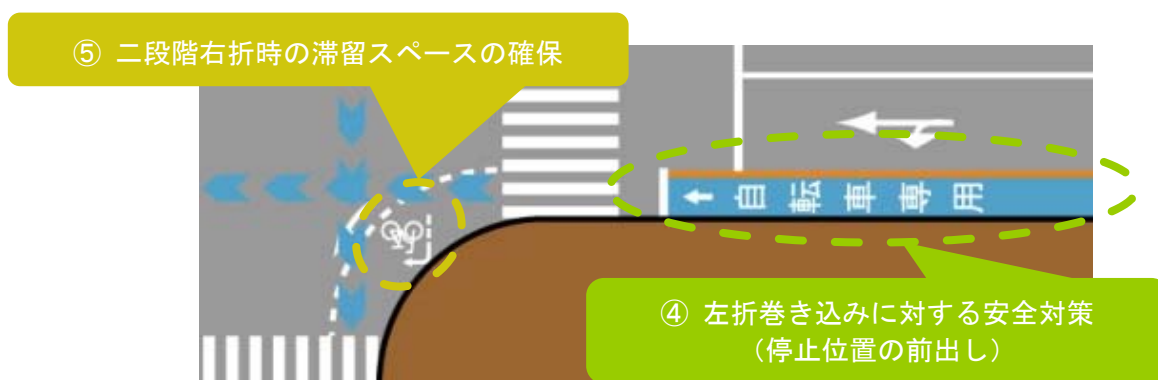 ⑤ 二段階右折時の滞留スペースの確保
自転車専用
④ 左折巻き込みに対する安全対策
（停止位置の前出し）